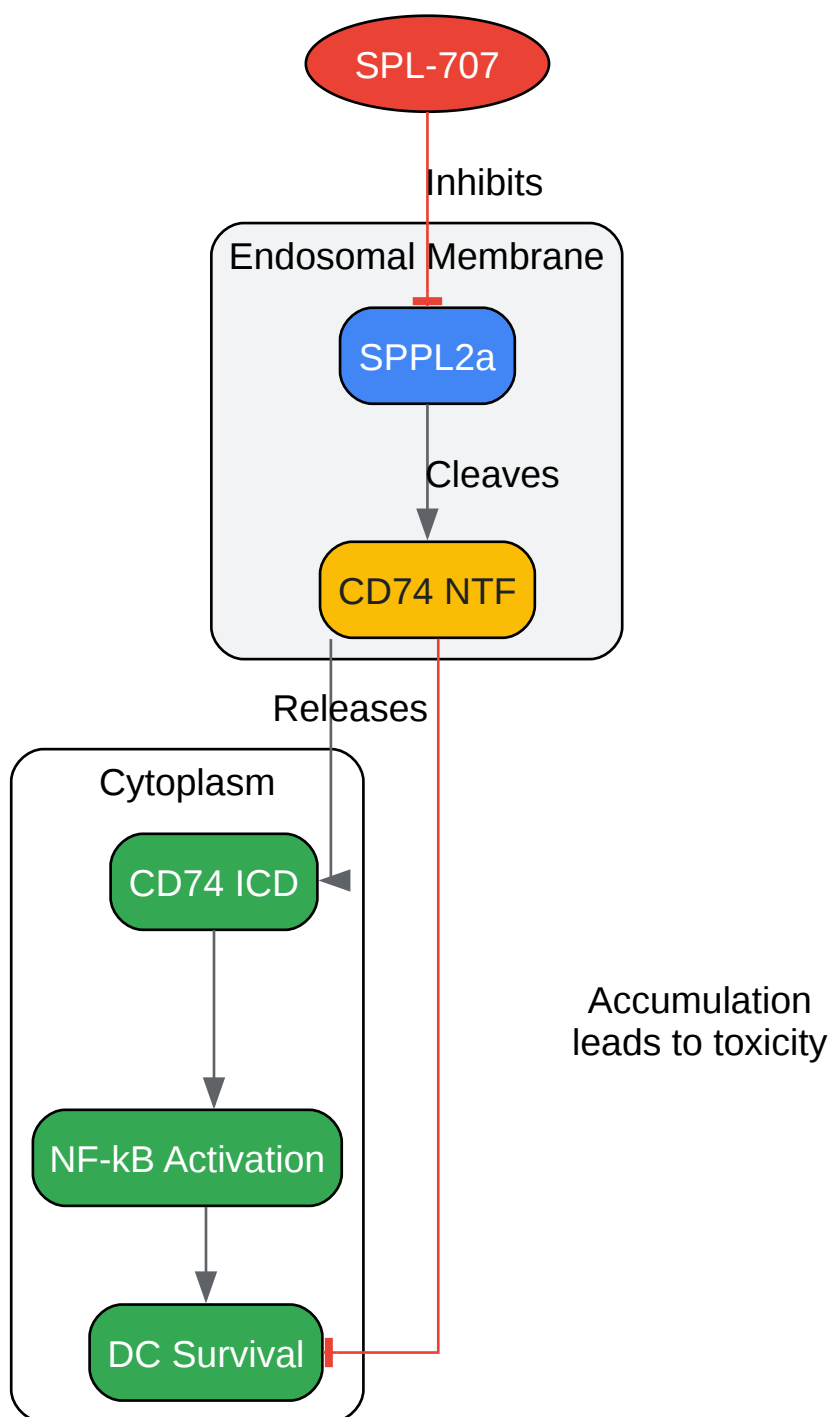 SPL-707
Inhibits
Endosomal Membrane
SPPL2a
Cleaves
CD74 NTF
Releases
Cytoplasm
CD74 ICD
Accumulation
leads to toxicity
NF-kB Activation
DC Survival